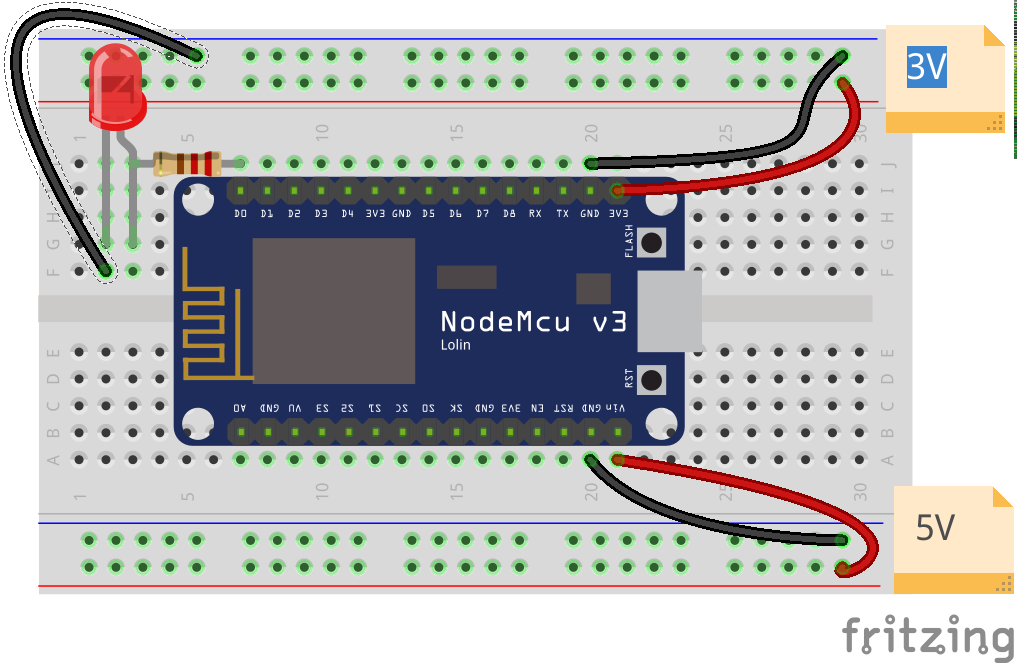 3V
1 5 10 15 20 25 30
J
I
H
G
F
D0 D1 D2 D3 D4 3V3 GND D5 D6 D7 D8 RX TX GND 3V3
FLASH
NodeMcu v3
Lolin
RST
A0 GND VU S3 S2 S1 SC S0 SK GND 3V3 EN RST GND Vin
E
D
C
B
A
1 5 10 15 20 25 30
5V
fritzing